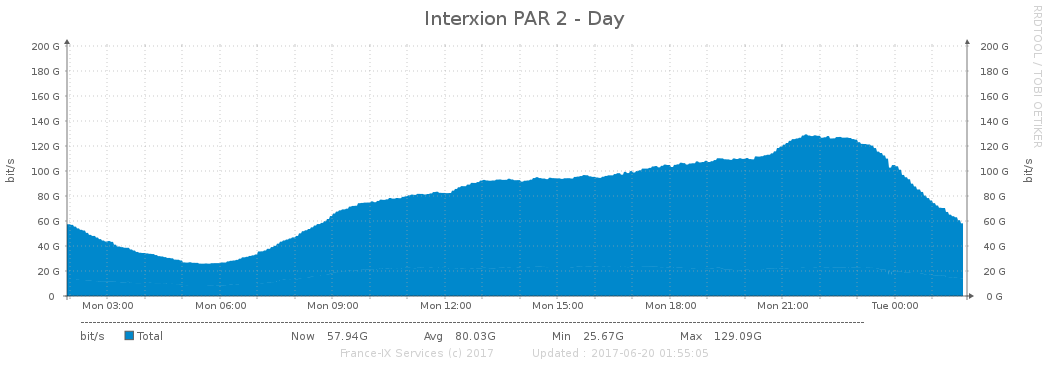 Interxion PAR 2 - Day
RRDTOOL / TOBI OETIKER
200 G 200 G
180 G 180 G
160 G 160 G
140 G 140 G
120 G 120 G
100 G 100 G
80 G 80 G
60 G 60 G
40 G 40 G
20 G 20 G
0 0 G
bit/s
bit/s
Mon 03:00 Mon 06:00 Mon 09:00 Mon 12:00 Mon 15:00 Mon 18:00 Mon 21:00 Tue 00:00
bit/s Total Now 57.94G Avg 80.03G Min 25.67G Max 129.09G
France-IX Services (c) 2017 Updated : 2017-06-20 01:55:05